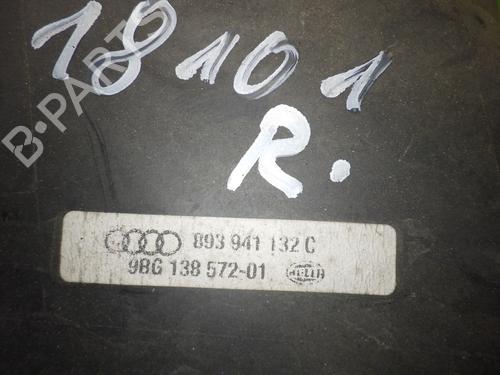 18101
R.
893 941 132 C
9BG 138 572-01 HELLA
B-PARTS